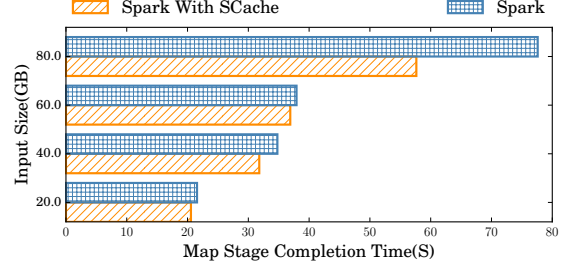 Spark With SCache Spark
80.0
60.0
40.0
20.0
Input Size(GB)
0 10 20 30 40 50 60 70 80
Map Stage Completion Time(S)